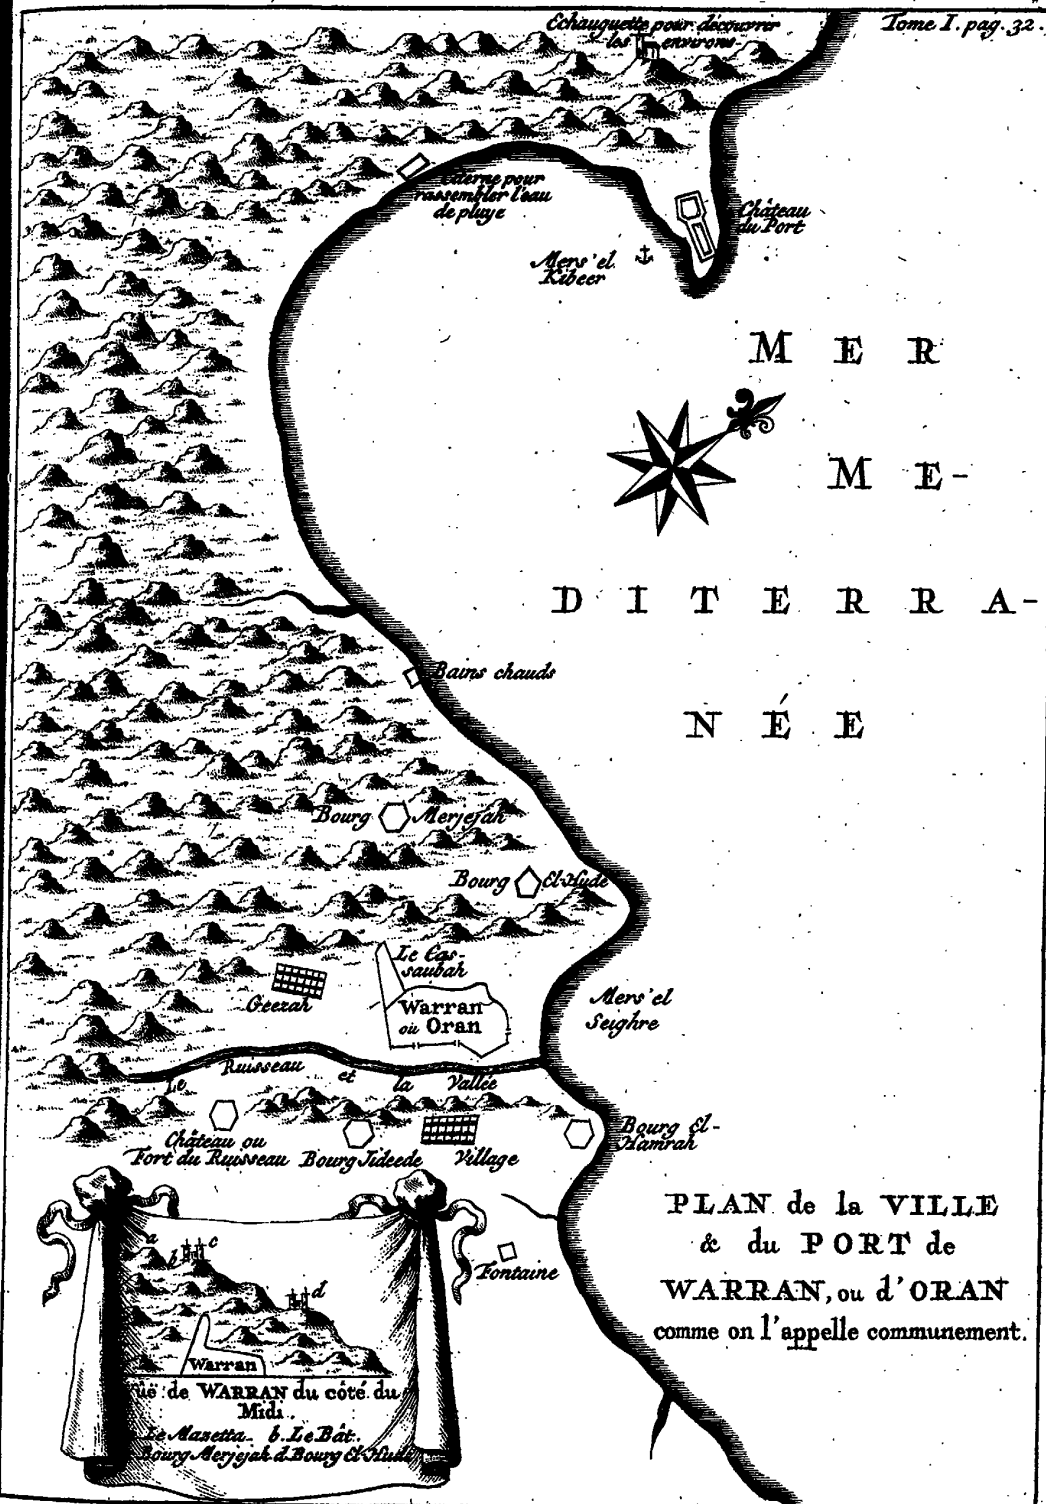 Tome I. pag. 32.
Echauguette pour découvrir
les environs
Citerne pour
rassembler l'eau
de pluye
Château
du Port
Mers'el
Kibeer
MER
ME-
DITERRA-
NÉE
Bains chauds
Bourg Merjejah
Bourg El-Hyde
Le Cas-
saubah
Geezah
Warran
ou Oran
Mers'el
Seighre
Le Ruisseau et la Vallée
Château ou
Fort du Ruisseau
Bourg Jideede
Village
Bourg El-
Hamrah
Fontaine
PLAN de la VILLE
& du PORT de
WARRAN, ou d'ORAN
comme on l'appelle communement.
a
b
c
d
Warran
ûë de WARRAN du côté du
Midi.
Le Mazetta. b. Le Bât.
Bourg Merjejah. d. Bourg El-Hude